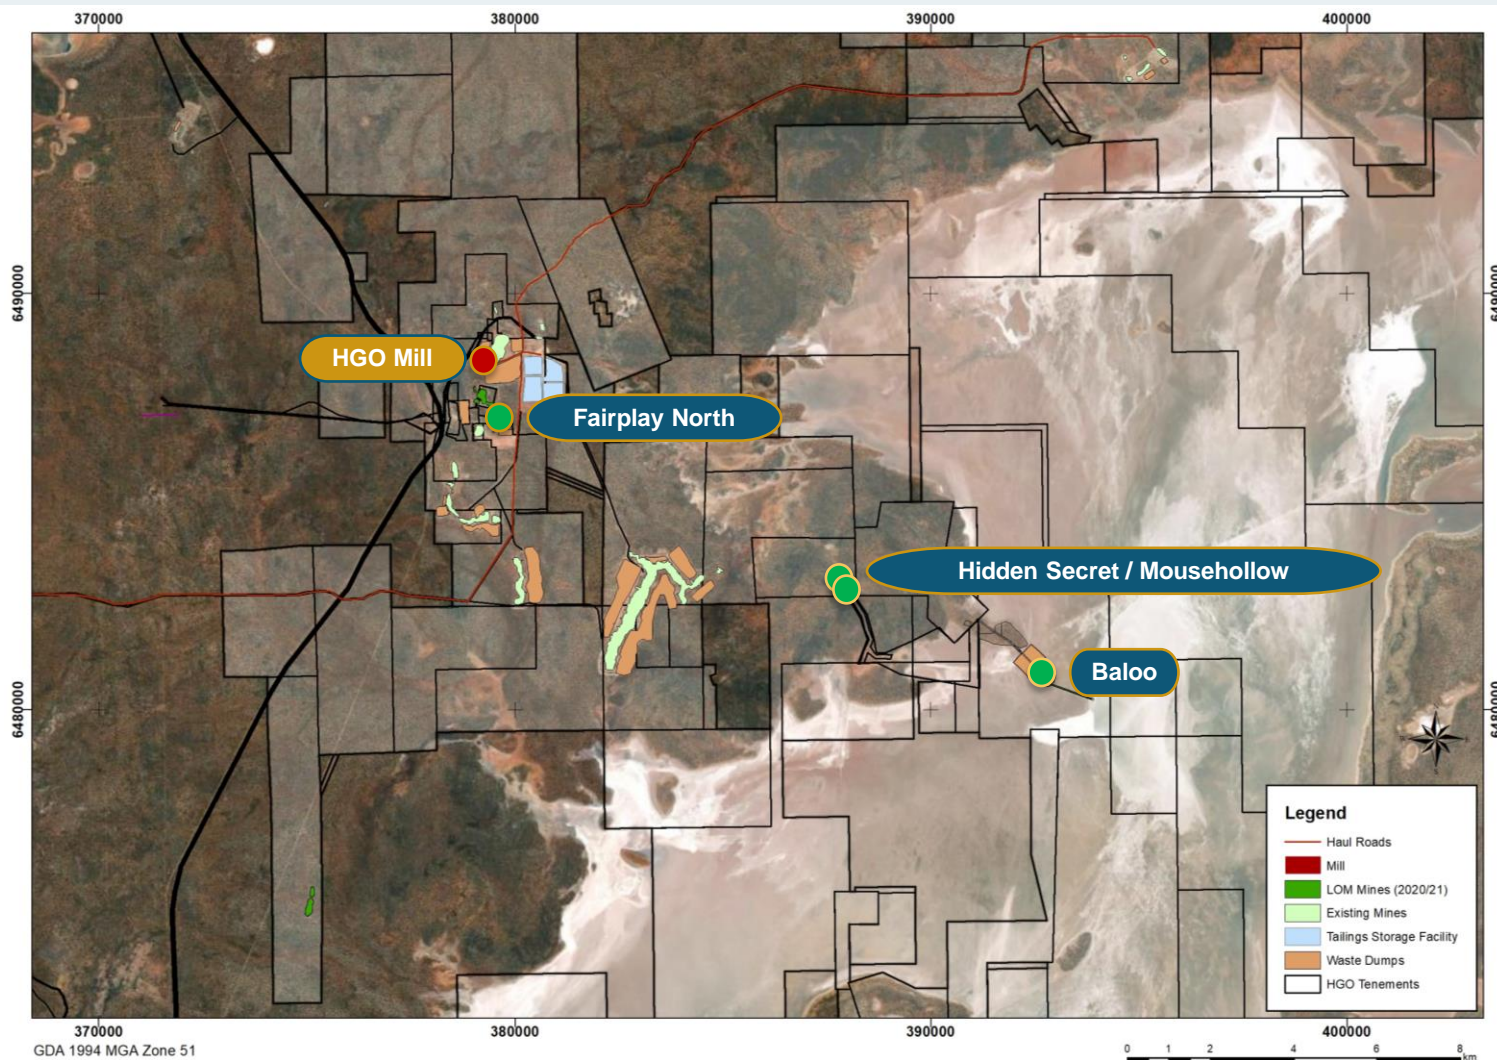 370000
380000
390000
400000
6490000
6490000
HGO Mill
Fairplay North
Hidden Secret / Mousehollow
Baloo
6480000
6480000
Legend
Haul Roads
Mill
LOM Mines (2020/21)
Existing Mines
Tailings Storage Facility
Waste Dumps
HGO Tenements
370000
380000
390000
400000
GDA 1994 MGA Zone 51
0 1 2 4 6 8
km